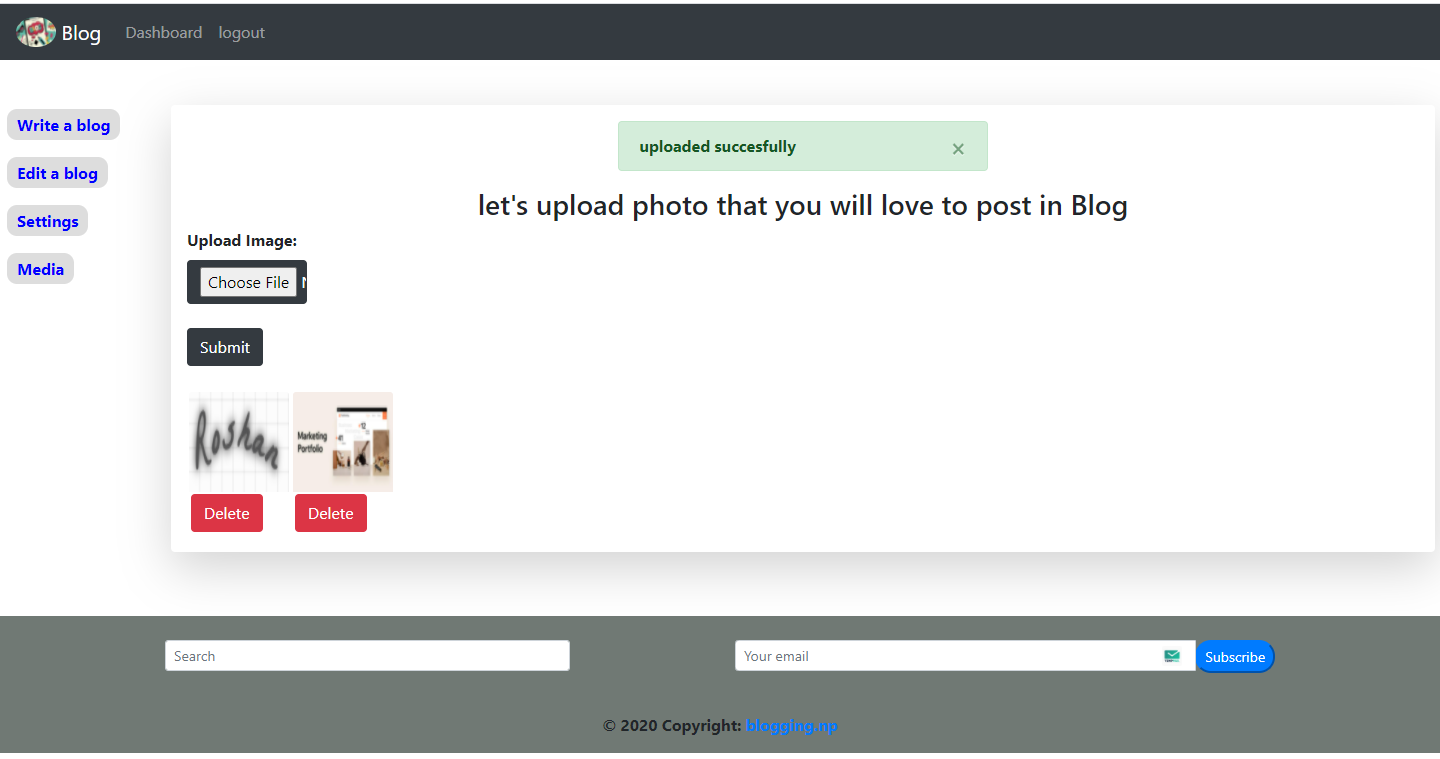 Blog Dashboard logout
Write a blog
Edit a blog
Settings
Media
uploaded succesfully ×
let's upload photo that you will love to post in Blog
Upload Image:
Choose File
Submit
Roshan
Marketing
Portfolio
Delete Delete
Search
Your email Subscribe
© 2020 Copyright: blogging.np